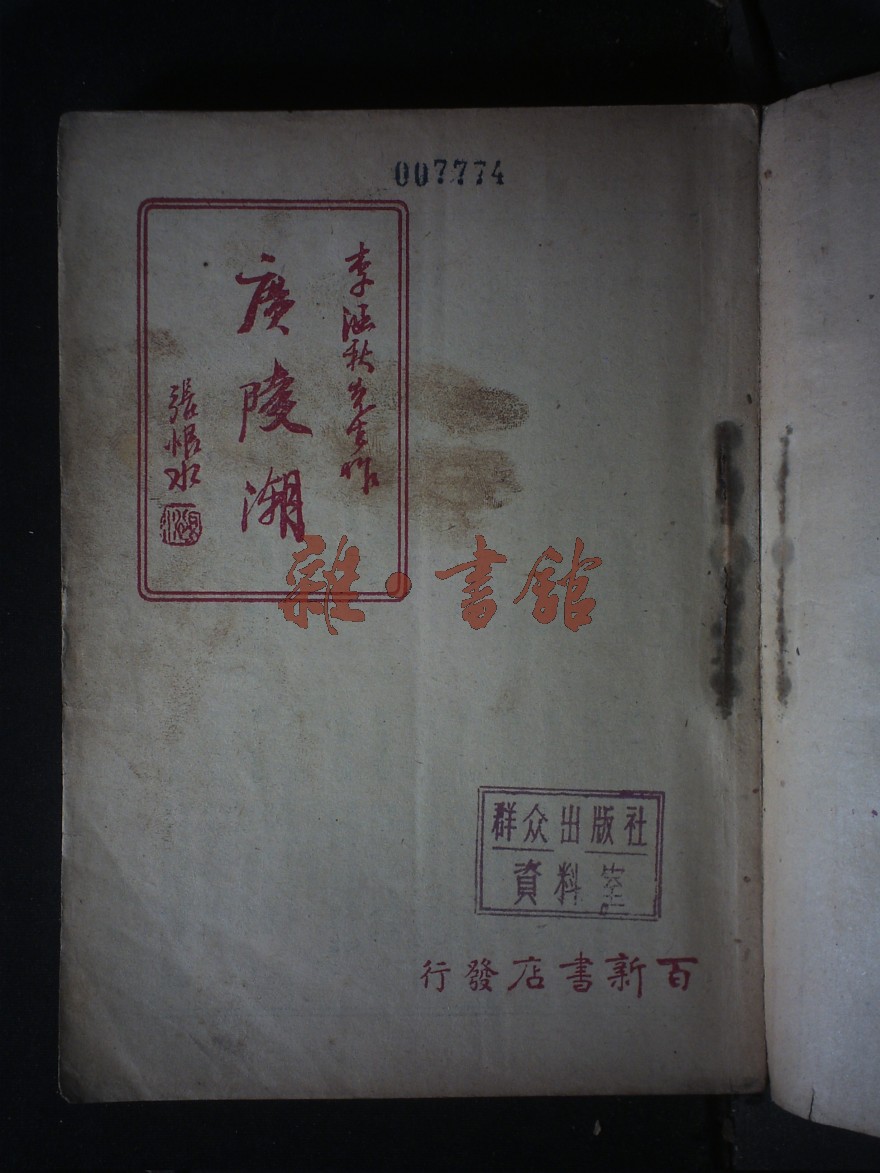 007774
李涵秋先生作
廣陵潮
張恨水
雜·書館
群众出版社
資料室
百新書店發行